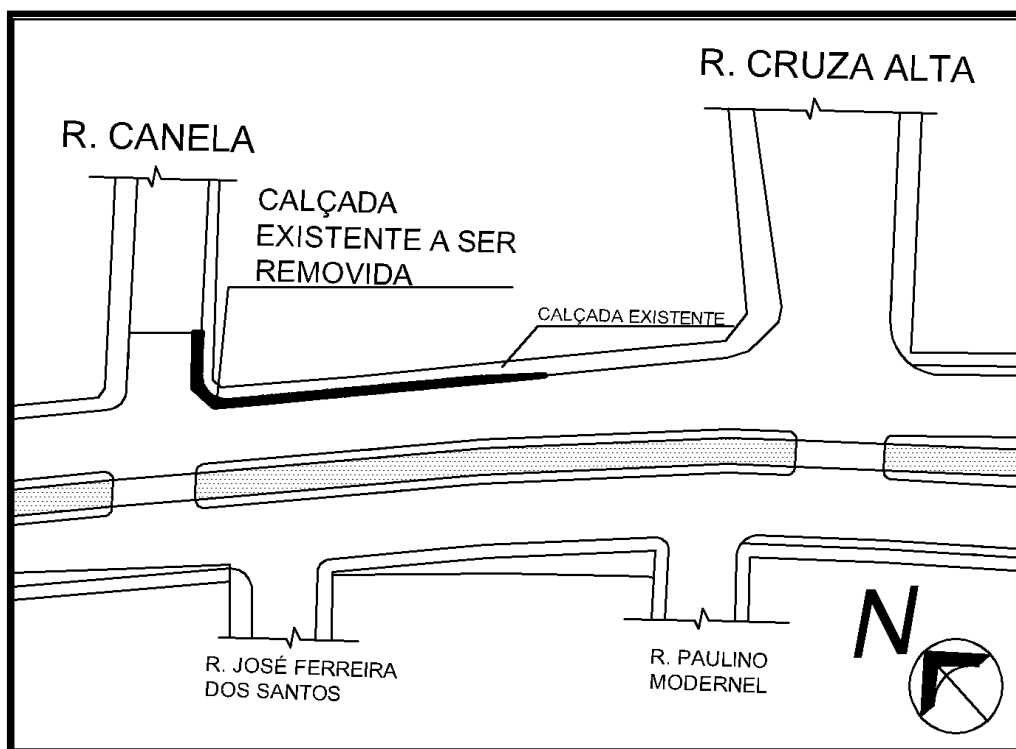 R. CRUZA ALTA
R. CANELA
CALÇADA
EXISTENTE A SER
REMOVIDA
CALÇADA EXISTENTE
R. JOSÉ FERREIRA
DOS SANTOS
R. PAULINO
MODERNEL
N